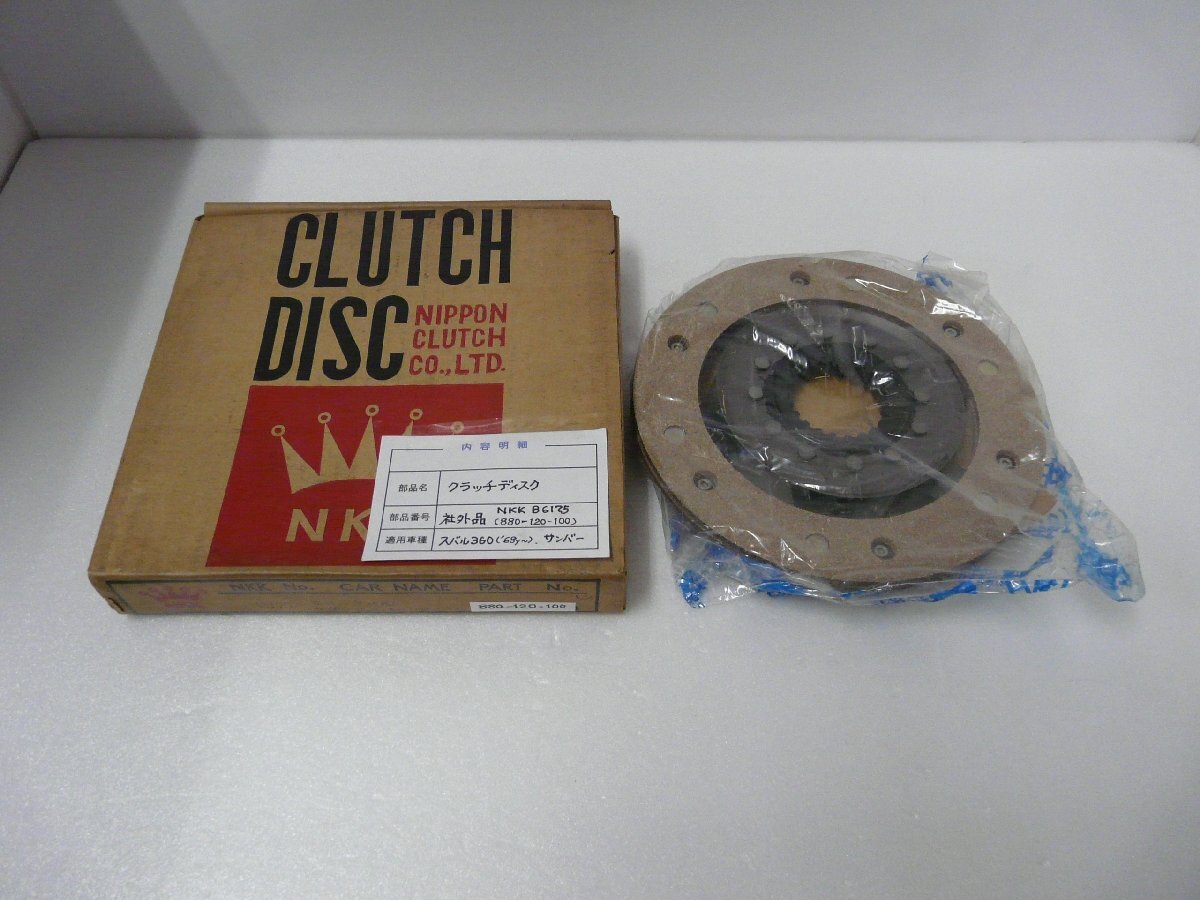 CLUTCH
DISC
NIPPON
CLUTCH
CO.,LTD.
NK
内容明細
部品名 クラッチディスク
部品番号 社外品 NKK B6175
(880-120-100)
適用車種 スバル360('68y~)、サンバー
NKK No. CAR NAME PART No.
880-120-100